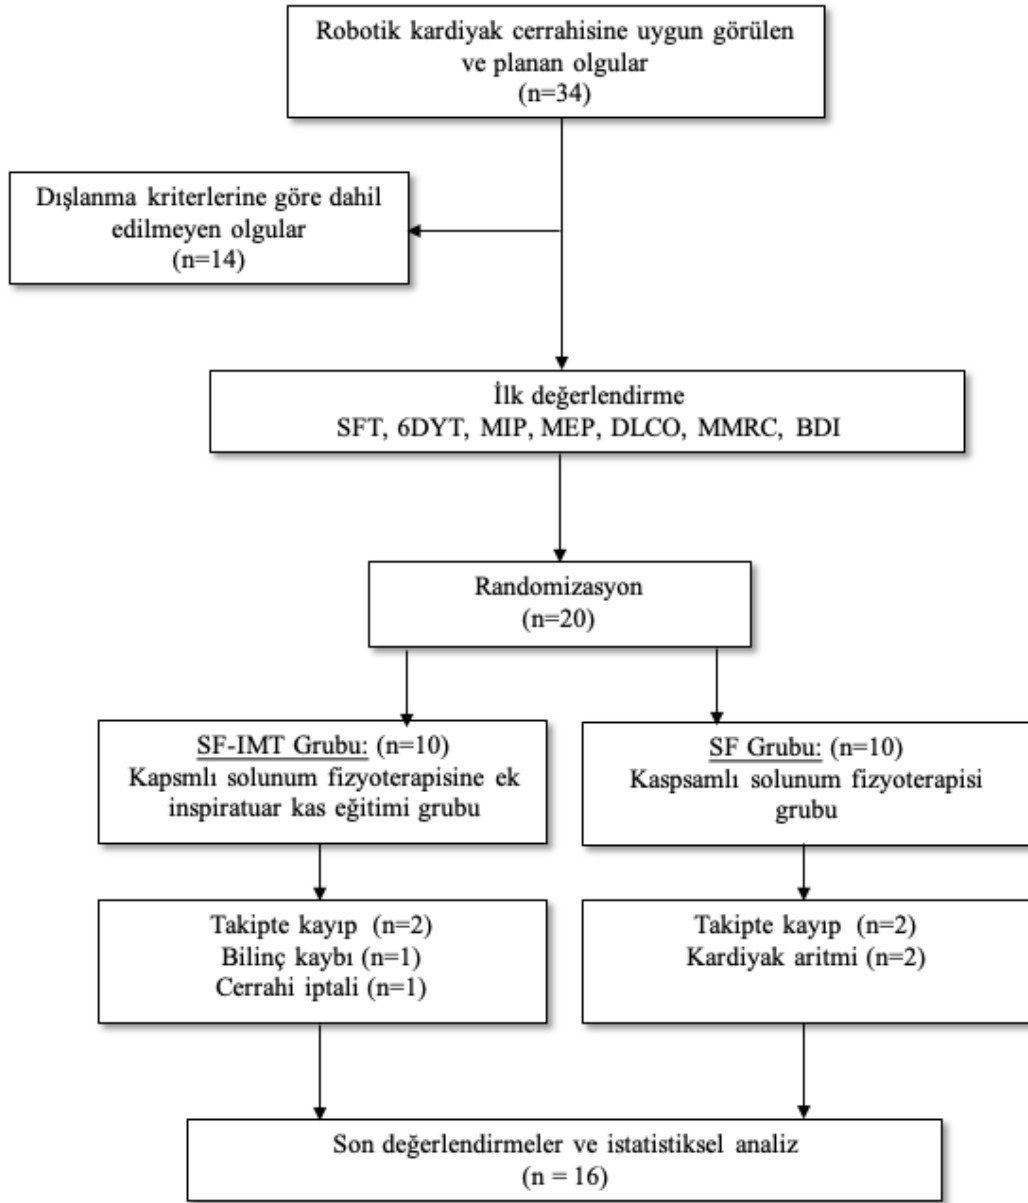 Robotik kardiyak cerrahisine uygun görülen
ve planan olgular
(n=34)
Dışlanma kriterlerine göre dahil
edilmeyen olgular
(n=14)
İlk değerlendirme
SFT, 6DYT, MIP, MEP, DLCO, MMRC, BDI
Randomizasyon
(n=20)
SF-IMT Grubu: (n=10)
Kapsmlı solunum fizyoterapisine ek
inspiratuar kas eğitimi grubu
SF Grubu: (n=10)
Kaspsamlı solunum fizyoterapisi
grubu
Takipte kayıp (n=2)
Bilinç kaybı (n=1)
Cerrahi iptali (n=1)
Takipte kayıp (n=2)
Kardiyak aritmi (n=2)
Son değerlendirmeler ve istatistiksel analiz
(n = 16)